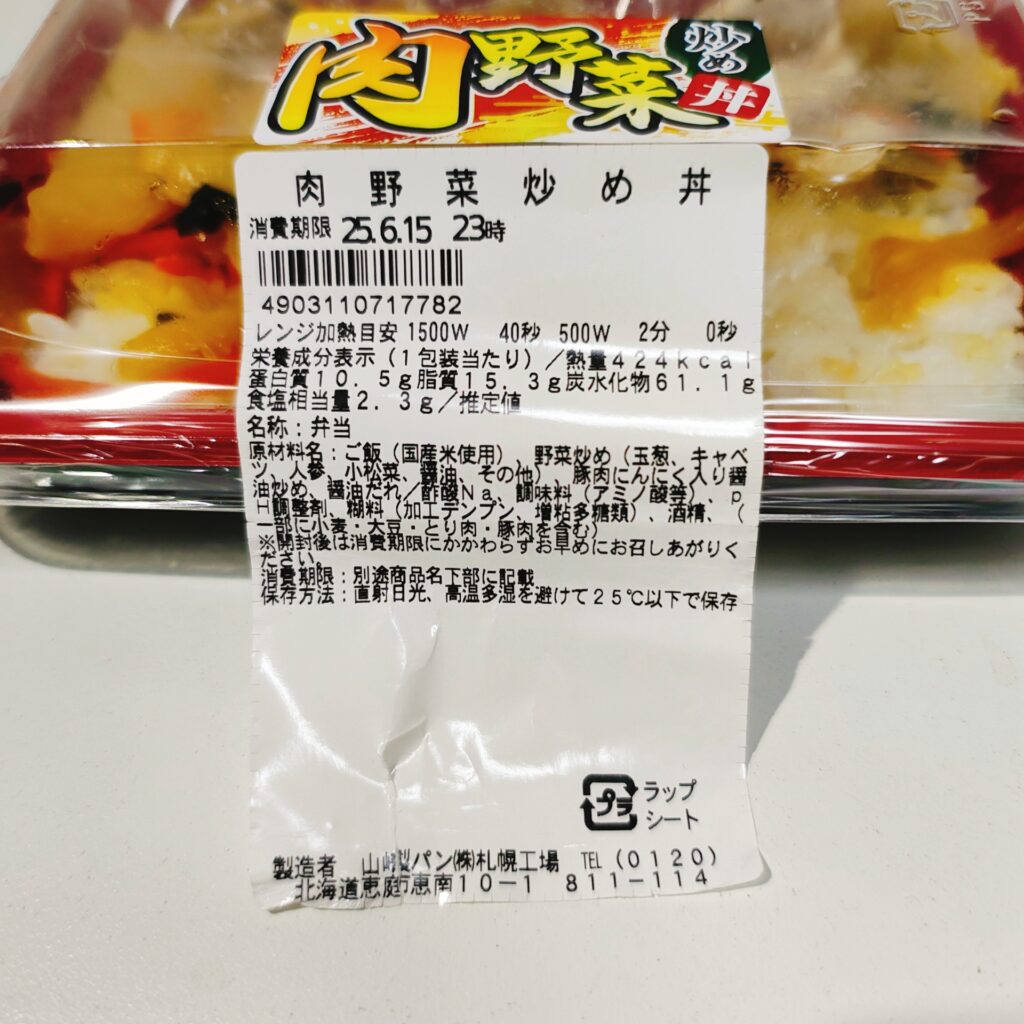 肉野菜炒め丼
肉野菜炒め丼
消費期限 25.6.15 23時
4903110717782
レンジ加熱目安 1500W 40秒 500W 2分 0秒
栄養成分表示(1包装当たり)/熱量424kcal
蛋白質10.5g脂質15.3g炭水化物61.1g
食塩相当量2.3g/推定値
名称:弁当
原材料名:ご飯(国産米使用)、野菜炒め(玉葱、キャベ
ツ、人参、小松菜、醤油、その他)、豚肉にんにく入り醤
油炒め、醤油だれ/酢酸Na、調味料(アミノ酸等)、p
H調整剤、糊料(加工デンプン、増粘多糖類)、酒精、(
一部に小麦・大豆・とり肉・豚肉を含む)
※開封後は消費期限にかかわらずお早めにお召しあがりく
ださい。
消費期限:別途商品名下部に記載
保存方法:直射日光、高温多湿を避けて25℃以下で保存
プラ
ラップ
シート
製造者 山崎製パン㈱札幌工場 TEL(0120)
北海道恵庭市恵南10-1 811-114